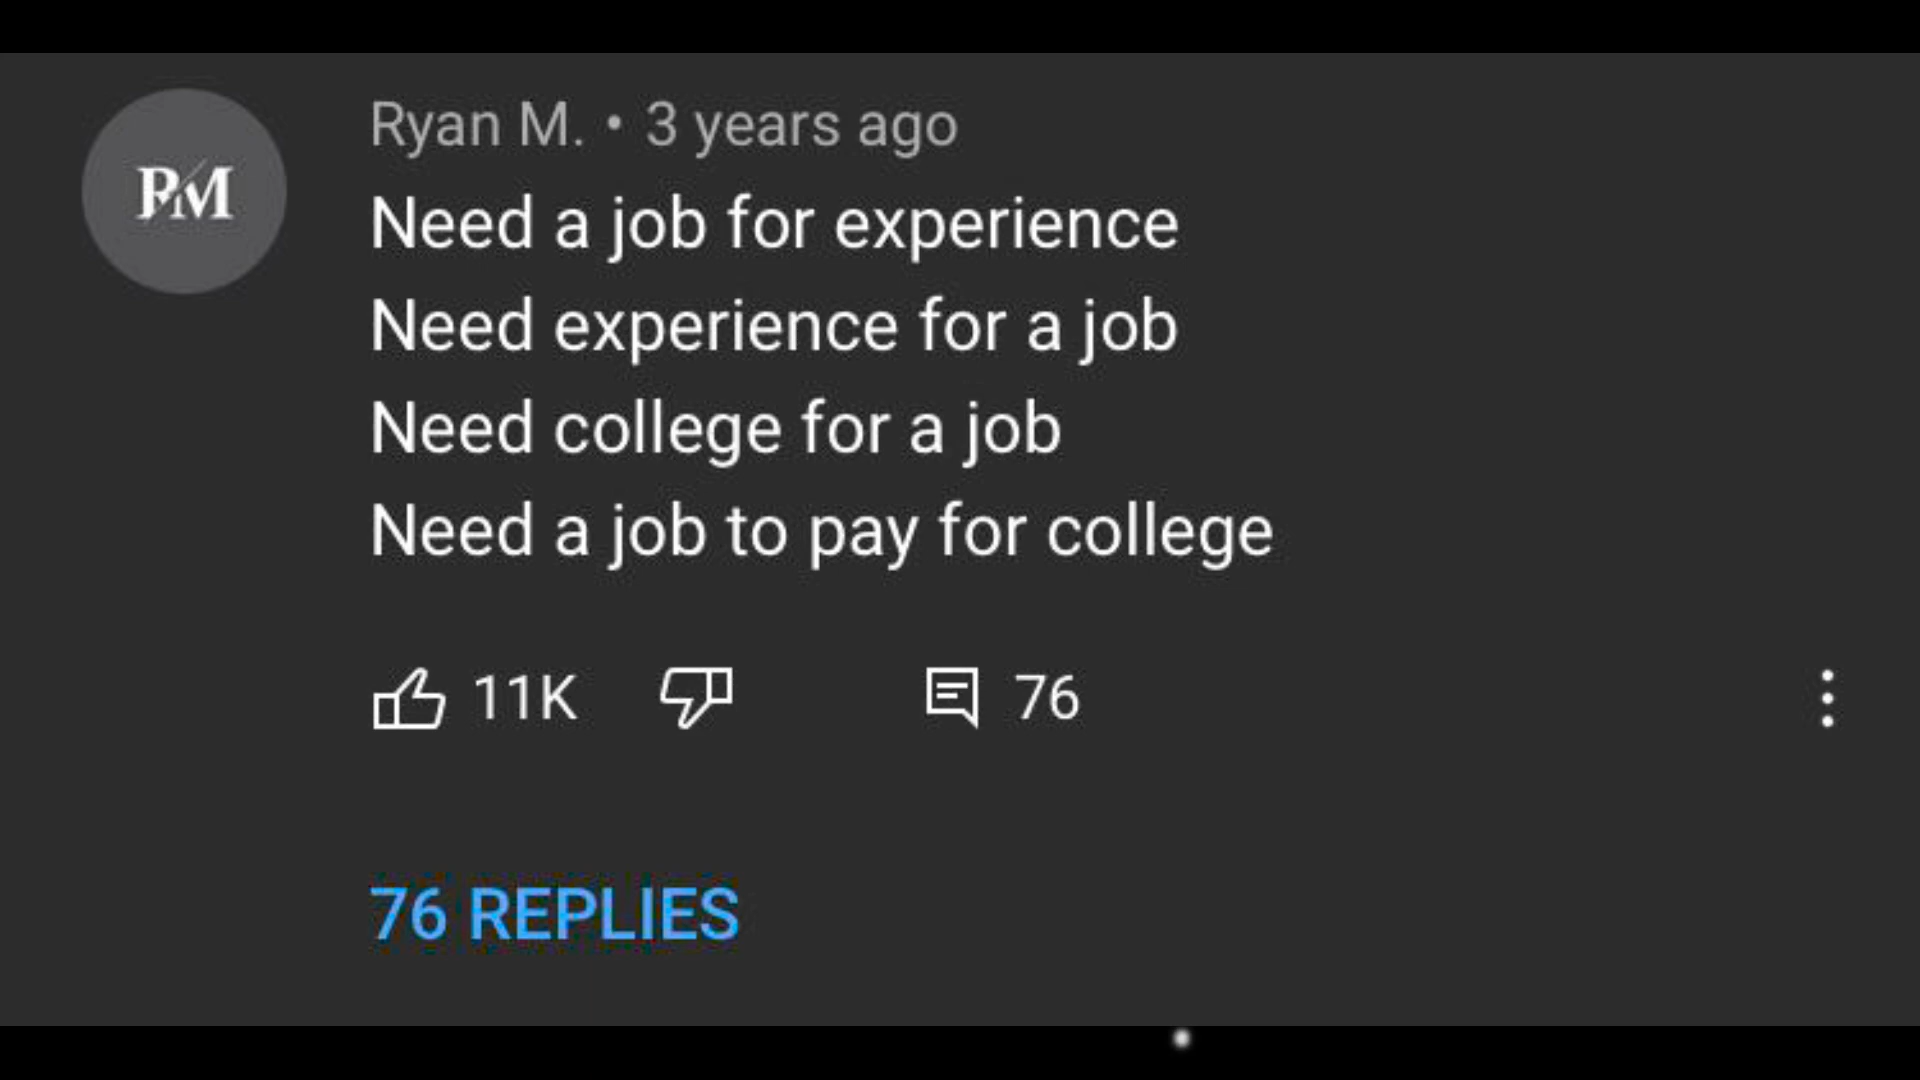 RM
Ryan M. • 3 years ago
Need a job for experience
Need experience for a job
Need college for a job
Need a job to pay for college
11K
76
76 REPLIES